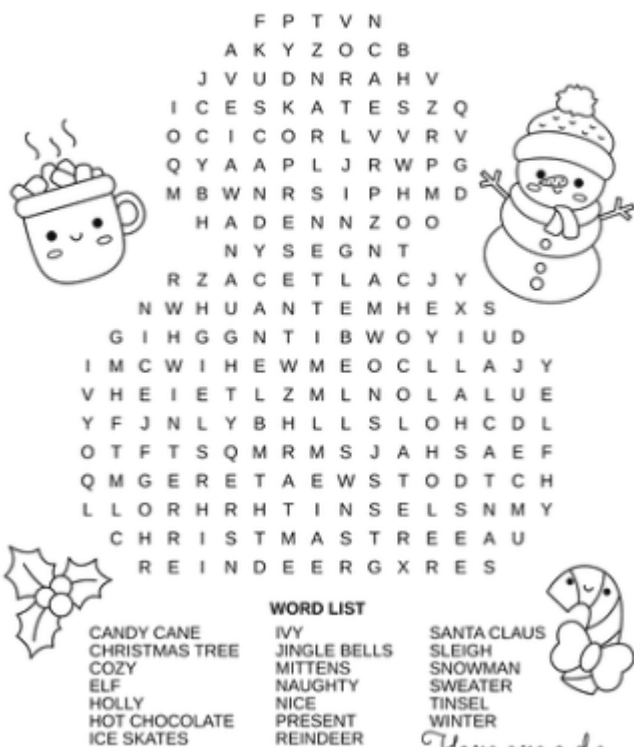 F P T V N
A K Y Z O C B
J V U D N R A H V
I C E S K A T E S Z Q
O C I C O R L V V R V
Q Y A A P L J R W P G
M B W N R S I P H M D
H A D E N N Z O O
N Y S E G N T
R Z A C E T L A C J Y
N W H U A N T E M H E X S
G I H G G N T I B W O Y I U D
I M C W I H E W M E O C L L A J Y
V H E I E T L Z M L N O L A L U E
Y F J N L Y B H L L S L O H C D L
O T F T S Q M R M S J A H S A E F
Q M G E R E T A E W S T O D T C H
L L O R H R H T I N S E L S N M Y
C H R I S T M A S T R E E A U
R E I N D E E R G X R E S
WORD LIST
CANDY CANE IVY SANTA CLAUS
CHRISTMAS TREE JINGLE BELLS SLEIGH
COZY MITTENS SNOWMAN
ELF NAUGHTY SWEATER
HOLLY NICE TINSEL
HOT CHOCOLATE PRESENT WINTER
ICE SKATES REINDEER